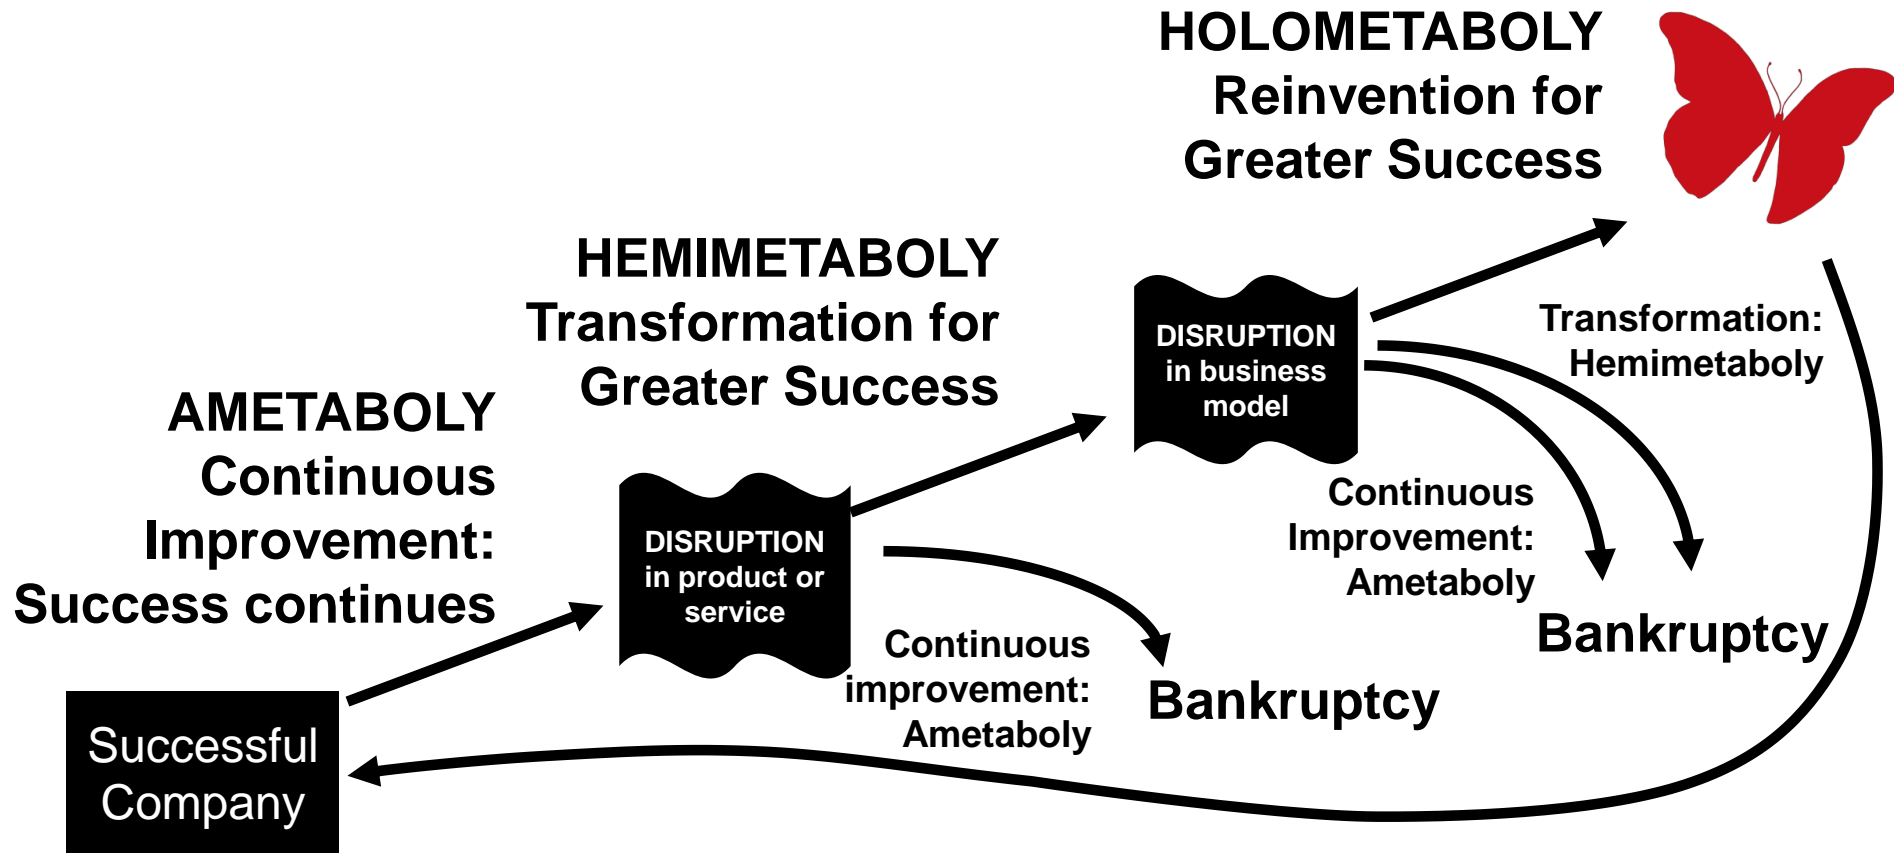 HOLOMETABOLY
Reinvention for
Greater Success
HEMIMETABOLY
Transformation for
Greater Success
AMETABOLY
Continuous
Improvement:
Success continues
DISRUPTION
in business
model
Transformation:
Hemimetaboly
Continuous
Improvement:
Ametaboly
Bankruptcy
DISRUPTION
in product or
service
Continuous
improvement:
Ametaboly
Bankruptcy
Successful
Company